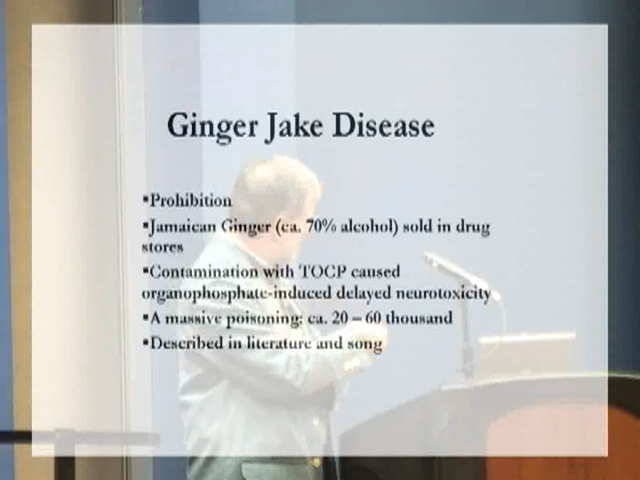 Ginger Jake Disease
▪Prohibition
▪Jamaican Ginger (ca. 70% alcohol) sold in drug
stores
▪Contamination with TOCP caused
organophosphate-induced delayed neurotoxicity
▪A massive poisoning: ca. 20 – 60 thousand
▪Described in literature and song